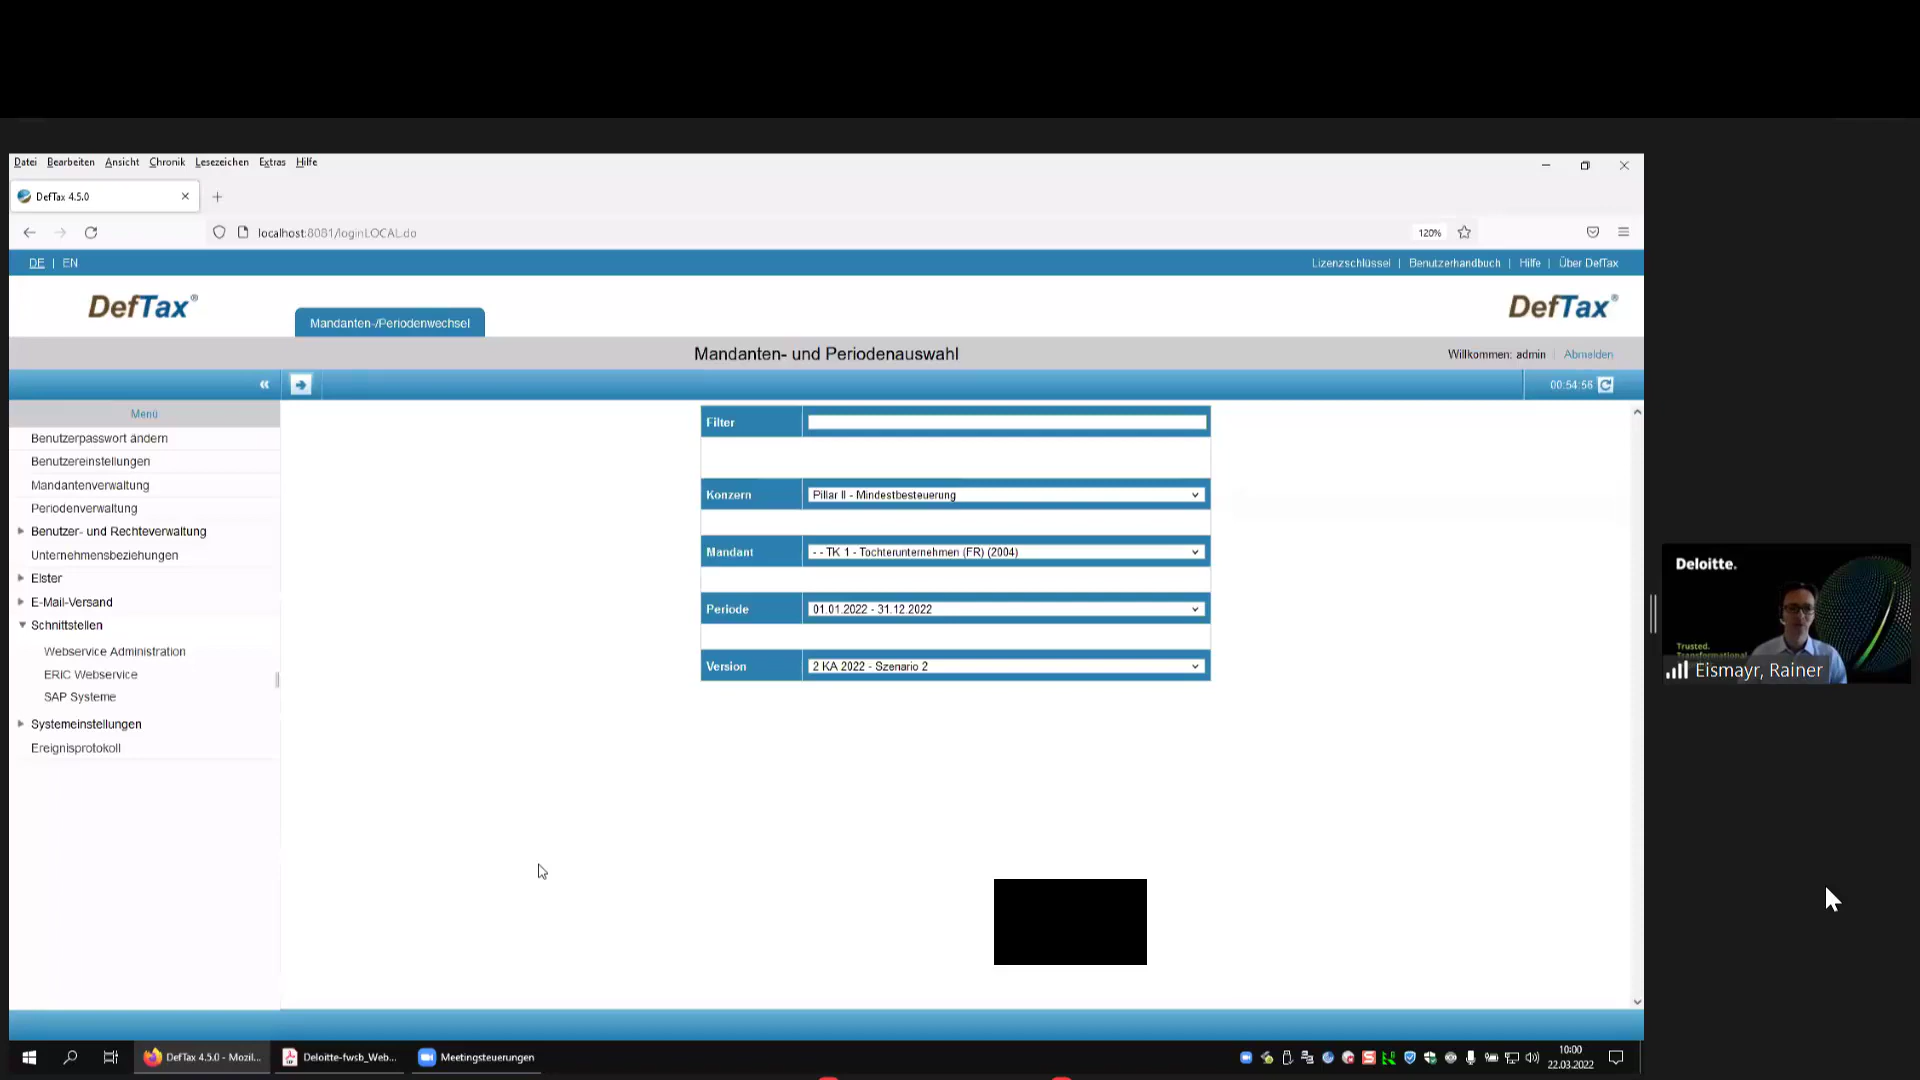 Datei Bearbeiten Ansicht Chronik Lesezeichen Extras Hilfe
DefTax 4.5.0
localhost:8081/loginLOCAL.do
120%
DE | EN
Lizenzschlüssel | Benutzerhandbuch | Hilfe | Über DefTax
DefTax®
Mandanten-/Periodenwechsel
DefTax®
Mandanten- und Periodenauswahl
Willkommen: admin
Abmelden
«
00:54:56
Menü
Benutzerpasswort ändern
Benutzereinstellungen
Mandantenverwaltung
Periodenverwaltung
Benutzer- und Rechteverwaltung
Unternehmensbeziehungen
Elster
E-Mail-Versand
Schnittstellen
Webservice Administration
ERIC Webservice
SAP Systeme
Systemeinstellungen
Ereignisprotokoll
Filter
Konzern
Pillar II - Mindestbesteuerung
Mandant
- - TK 1 - Tochterunternehmen (FR) (2004)
Periode
01.01.2022 - 31.12.2022
Version
2 KA 2022 - Szenario 2
Deloitte.
Trusted.
Transformational.
Eismayr, Rainer
DefTax 4.5.0 - Mozil...
Deloitte-fwsb_Web...
Meetingsteuerungen
10:00
22.03.2022